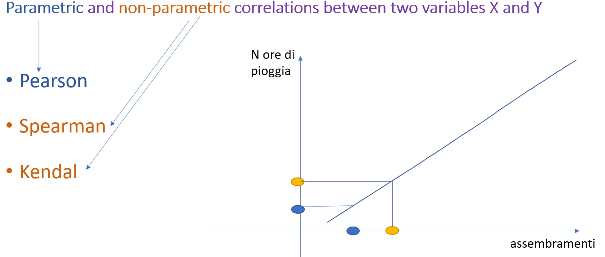 Parametric and non-parametric correlations between two variables X and Y
• Pearson
• Spearman
• Kendal
N ore di
pioggia
assembramenti